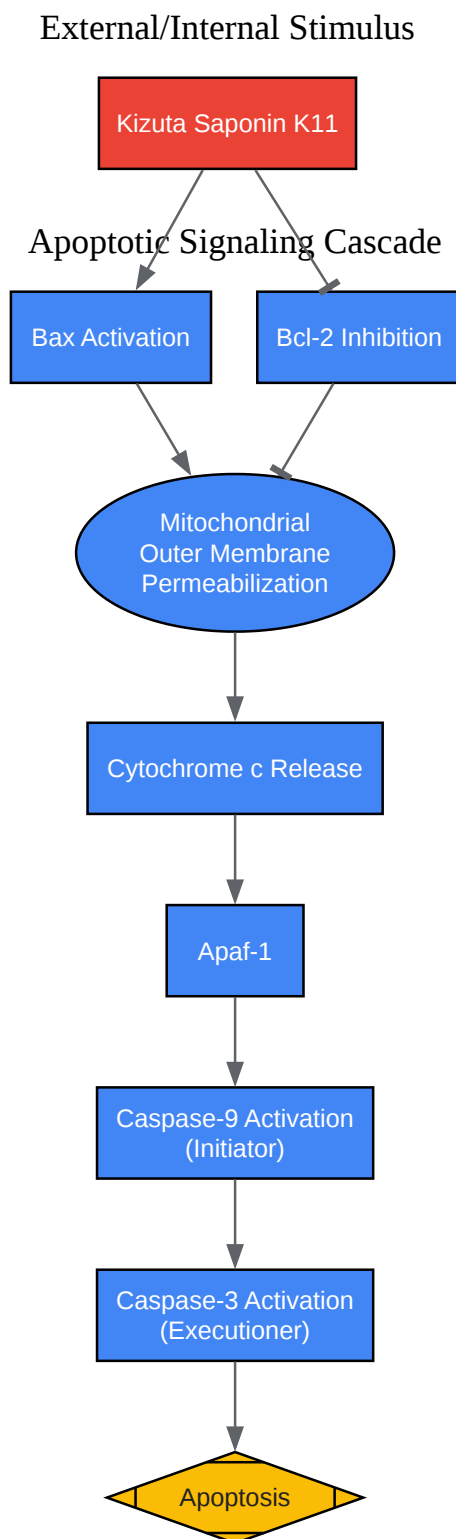 External/Internal Stimulus
Kizuta Saponin K11
Apoptotic Signaling Cascade
Bax Activation
Bcl-2 Inhibition
Mitochondrial
Outer Membrane
Permeabilization
Cytochrome c Release
Apaf-1
Caspase-9 Activation
(Initiator)
Caspase-3 Activation
(Executioner)
Apoptosis